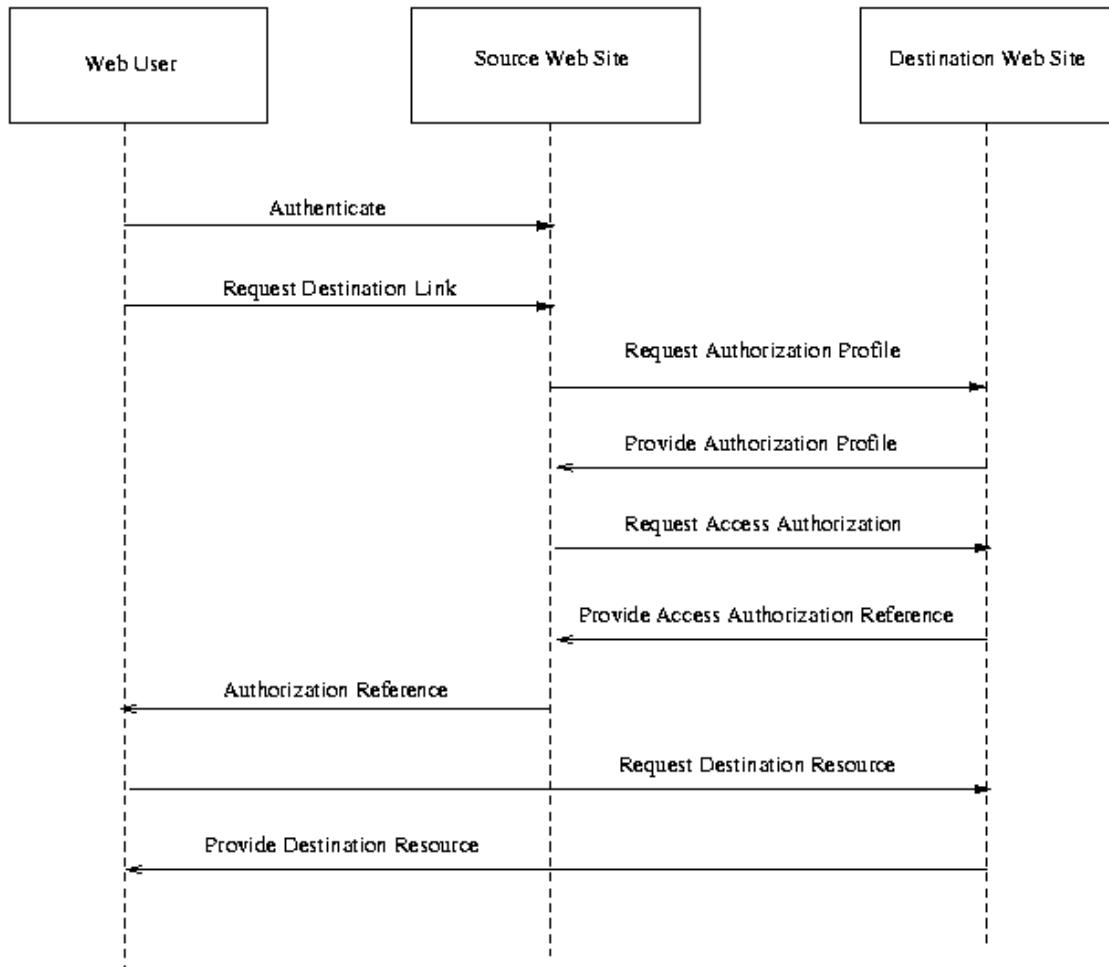 Web User
Source Web Site
Destination Web Site
Authenticate
Request Destination Link
Request Authorization Profile
Provide Authorization Profile
Request Access Authorization
Provide Access Authorization Reference
Authorization Reference
Request Destination Resource
Provide Destination Resource